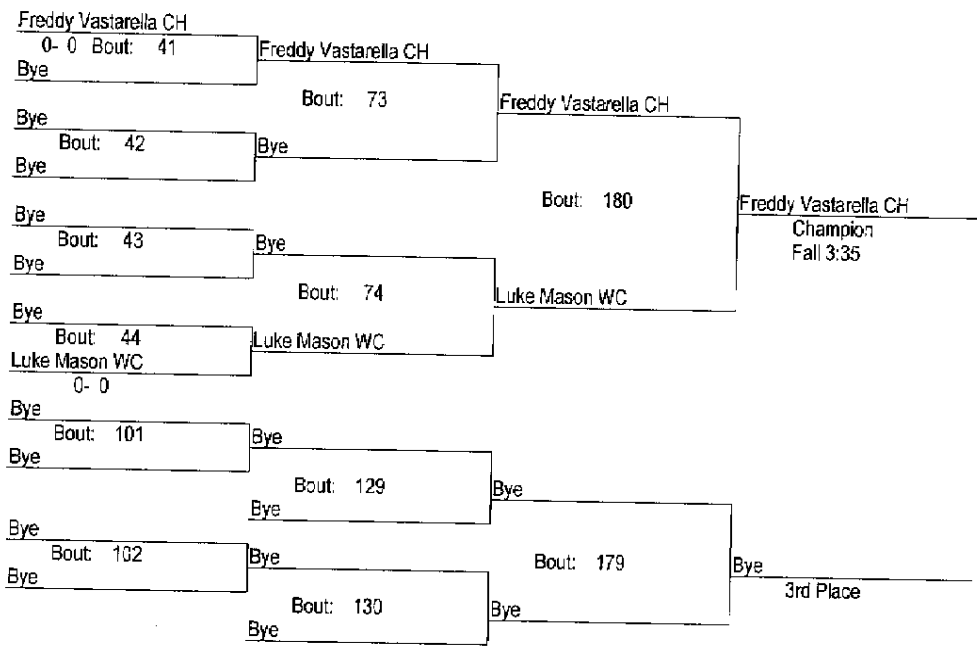 Freddy Vastarella CH
0- 0 Bout: 41
Bye
Freddy Vastarella CH
Bout: 73
Bye
Bout: 42
Bye
Bye
Freddy Vastarella CH
Bout: 180
Bye
Bout: 43
Bye
Bye
Bout: 74
Bye
Bout: 44
Luke Mason WC
0- 0
Luke Mason WC
Luke Mason WC
Freddy Vastarella CH
Champion
Fall 3:35
Bye
Bout: 101
Bye
Bye
Bout: 129
Bye
Bye
Bye
Bout: 102
Bye
Bye
Bout: 130
Bye
Bye
Bout: 179
Bye
3rd Place